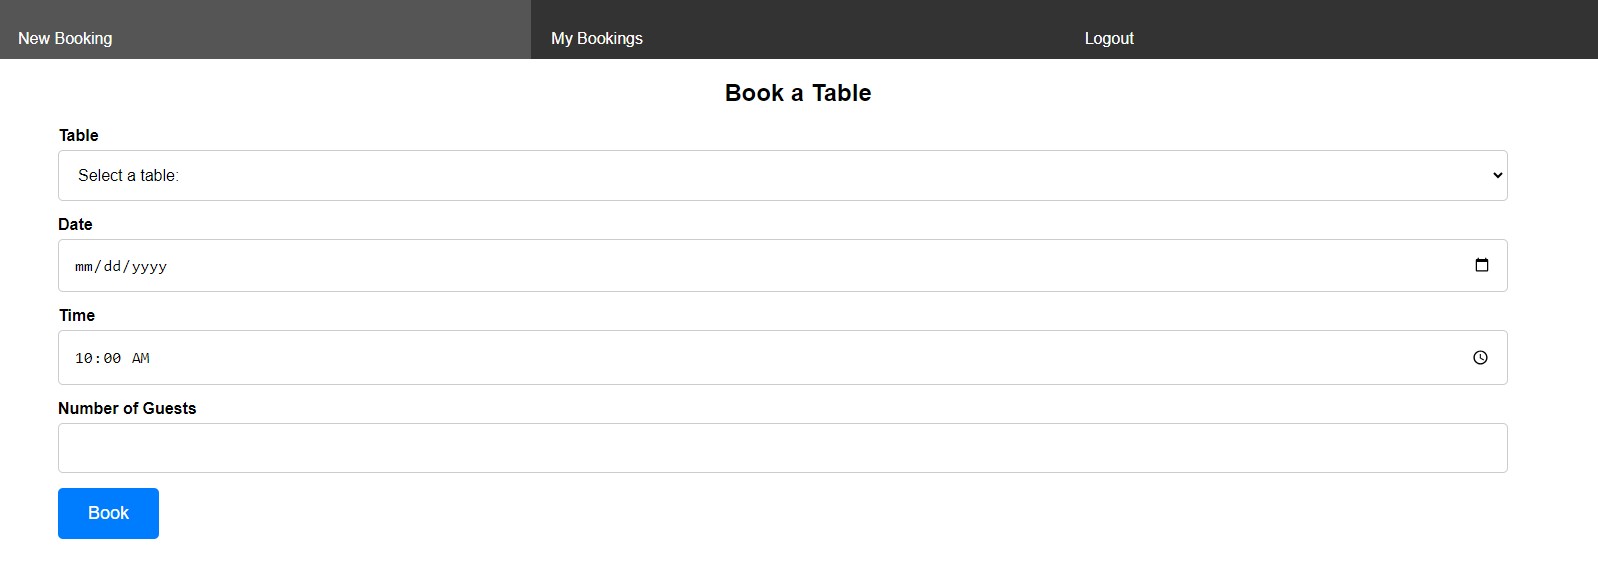 New Booking My Bookings Logout
Book a Table
Table
Select a table:
Date
mm/dd/yyyy
Time
10:00 AM
Number of Guests
Book